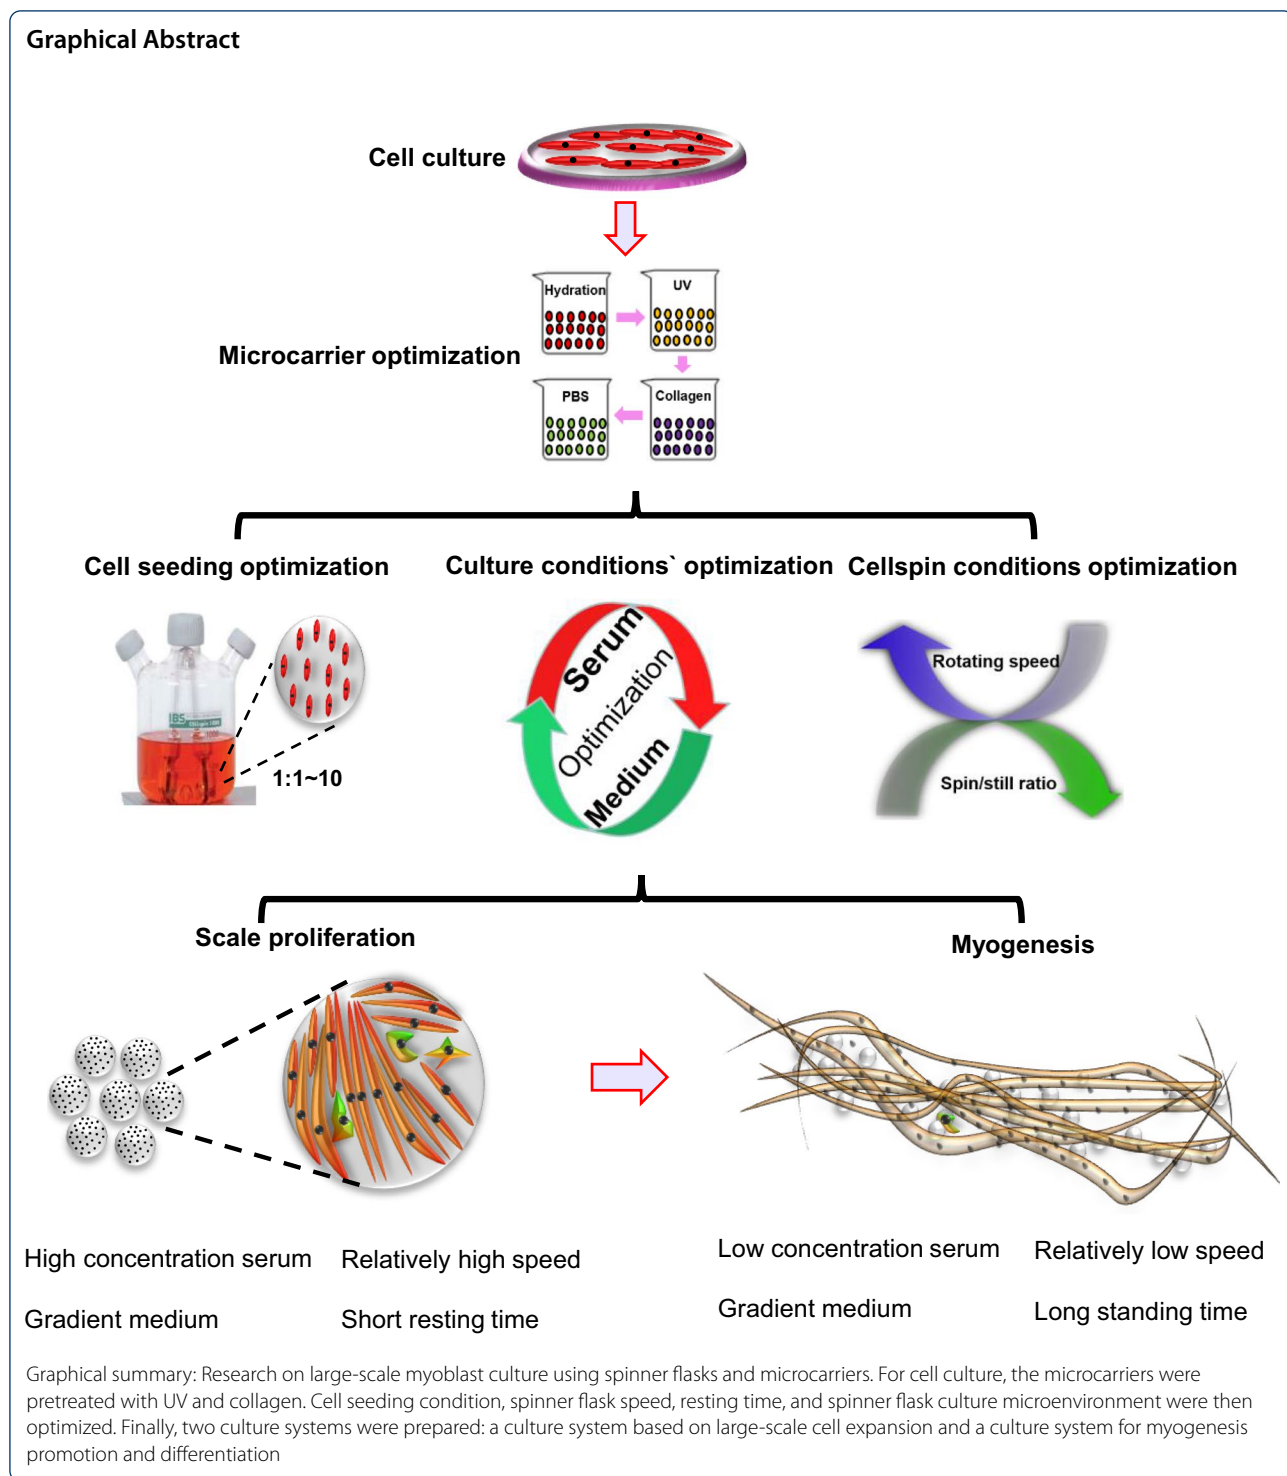 Graphical Abstract
Cell culture
Hydration
UV
Microcarrier optimization
PBS
Collagen
Cell seeding optimization
Culture conditions` optimization
Cellspin conditions optimization
Serum
Optimization
Medium
Rotating speed
Spin/still ratio
IBS
1000
1:1~10
Scale proliferation
Myogenesis
High concentration serum
Relatively high speed
Gradient medium
Short resting time
Low concentration serum
Relatively low speed
Gradient medium
Long standing time
Graphical summary: Research on large-scale myoblast culture using spinner flasks and microcarriers. For cell culture, the microcarriers were
pretreated with UV and collagen. Cell seeding condition, spinner flask speed, resting time, and spinner flask culture microenvironment were then
optimized. Finally, two culture systems were prepared: a culture system based on large-scale cell expansion and a culture system for myogenesis
promotion and differentiation